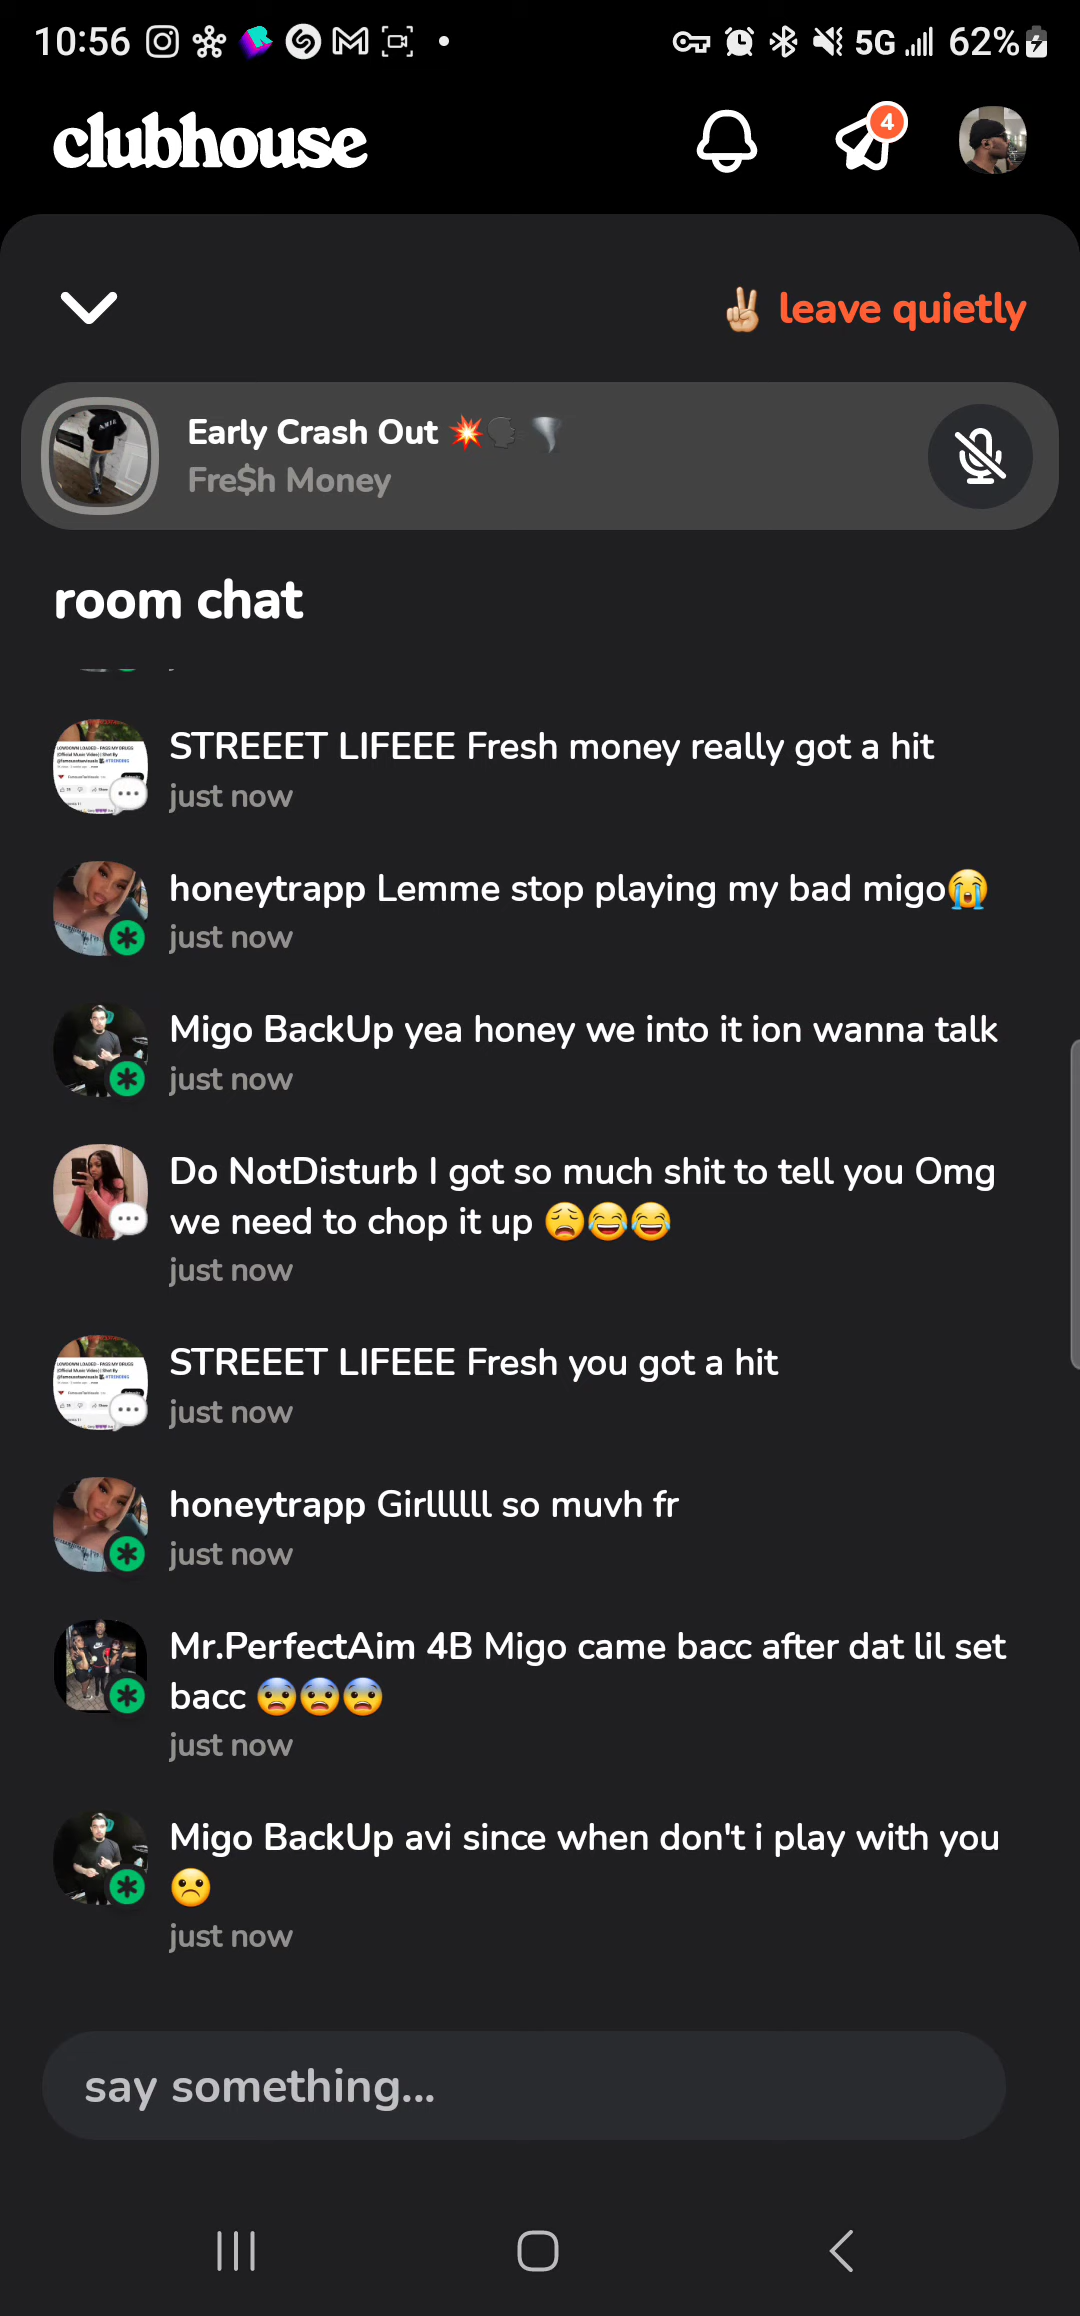 10:56 5G 62%
clubhouse 4
✌🏼 leave quietly
Early Crash Out 💥🗣️🌪️
Fre$h Money
room chat
STREEET LIFEEE Fresh money really got a hit
just now
honeytrapp Lemme stop playing my bad migo😭
just now
Migo BackUp yea honey we into it ion wanna talk
just now
Do NotDisturb I got so much shit to tell you Omg
we need to chop it up 😩😂😂
just now
STREEET LIFEEE Fresh you got a hit
just now
honeytrapp Girllllll so muvh fr
just now
Mr.PerfectAim 4B Migo came bacc after dat lil set
bacc 😨😨😨
just now
Migo BackUp avi since when don't i play with you
☹️
just now
say something...